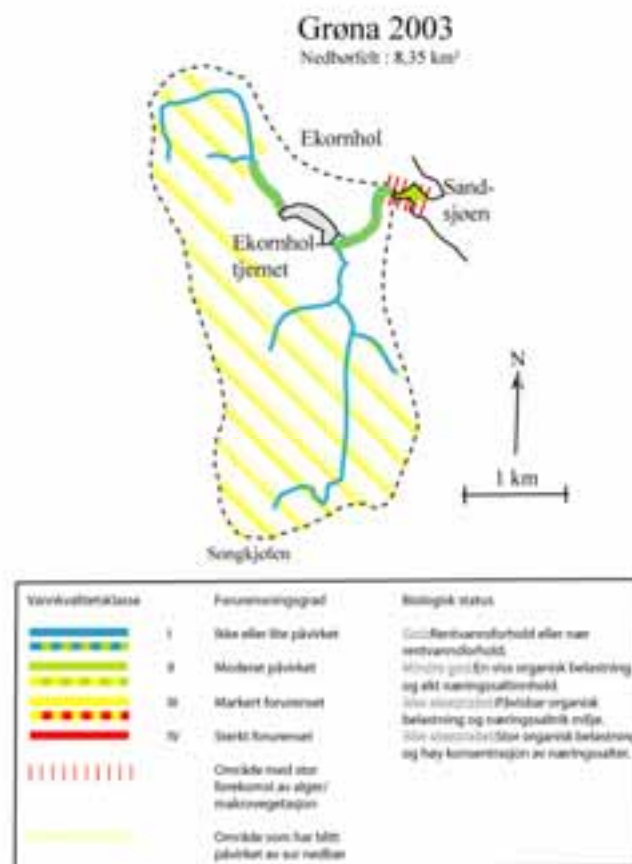 Grøna 2003
Nedbørfelt : 8,35 km²
Ekornhol
Sand-
sjøen
Ekornhol
tjernet
N
1 km
Songkjølen
Vannkvalitetsklasse
Forurensningsgrad
Biologisk status
I
Ikke eller lite påvirket
God:Rentvannforhold eller nær
rentvannforhold.
II
Moderat påvirket
Mindre god:En viss organisk belastning
og økt næringssaltinnhold.
III
Markert forurenset
Ikke akseptabel:Påvisbar organisk
belastning og næringssaltrik miljø.
IV
Sterkt forurenset
Ikke akseptabel:Stor organisk belastning
og høy konsentrasjon av næringssalter.
Område med stor
forekomst av alger/
makrovegetasjon
Område som har blitt
påvirket av sur nedbør